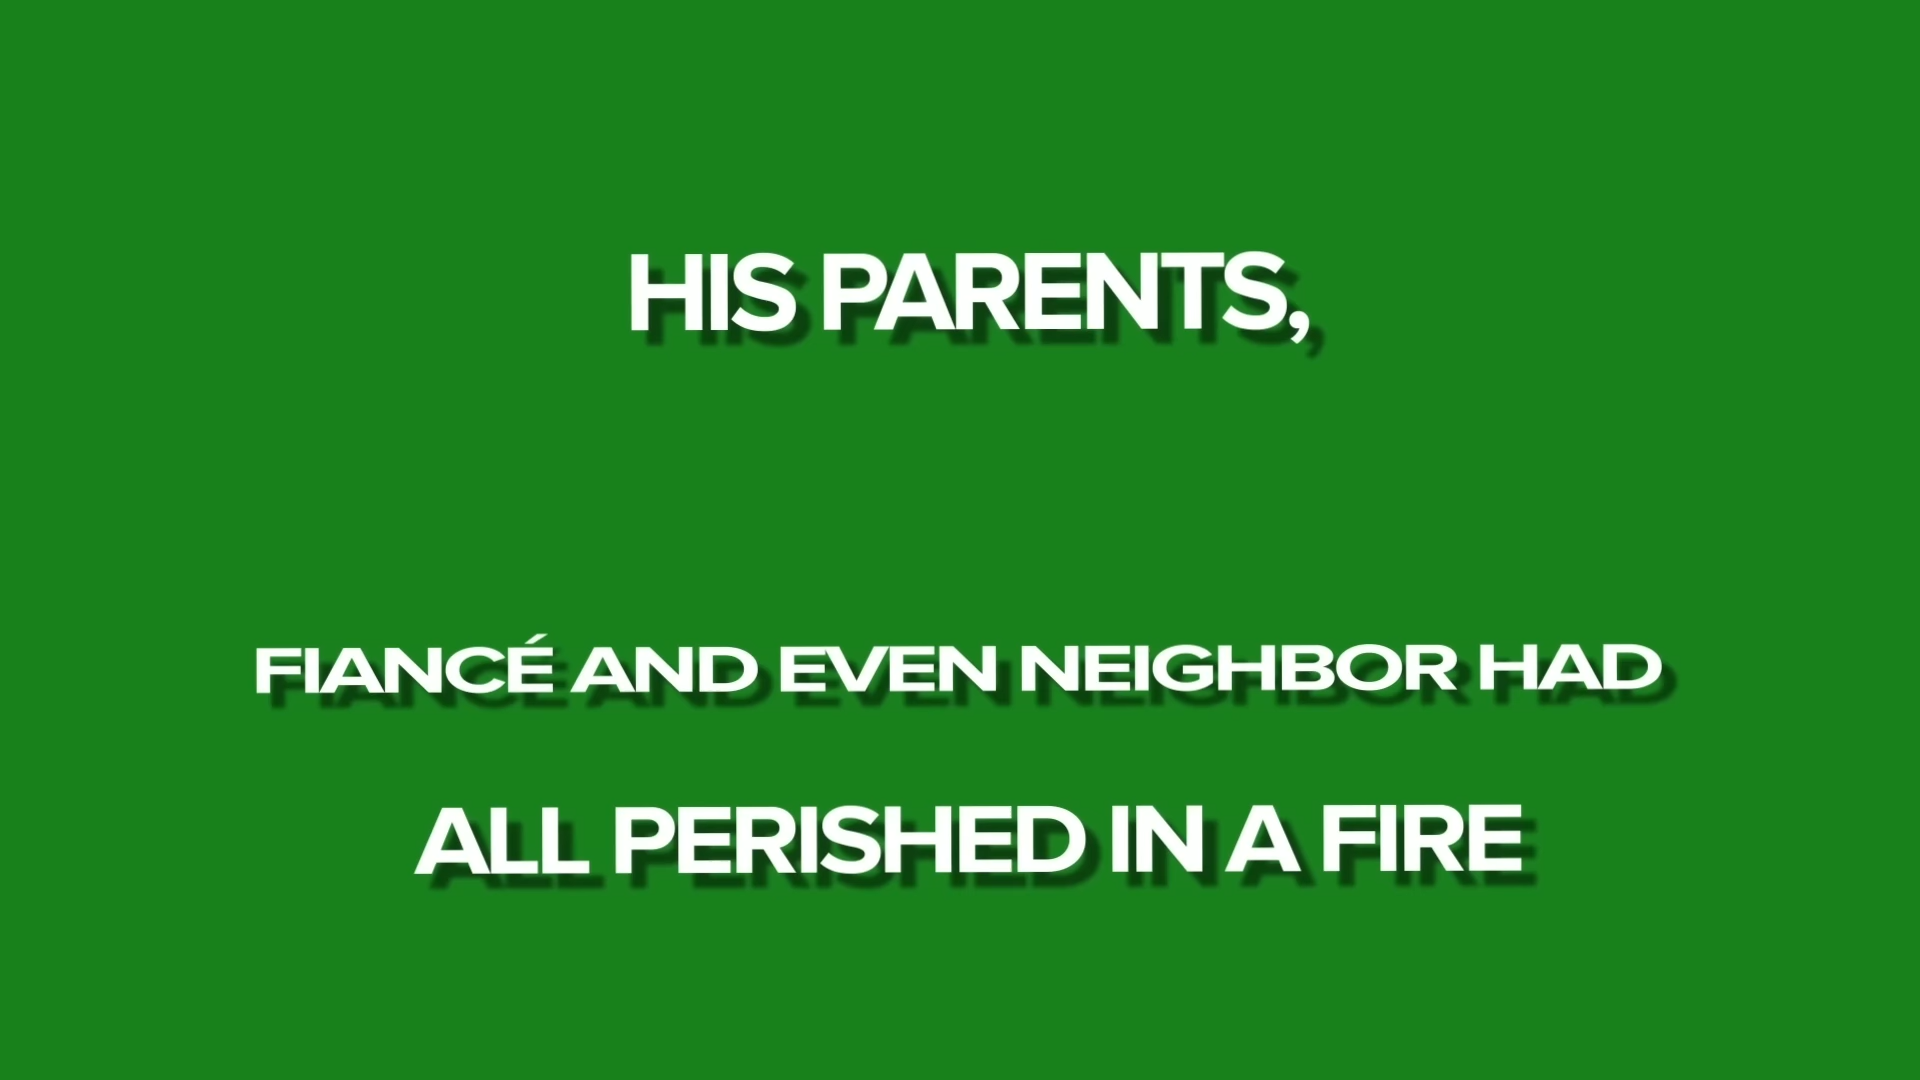 HIS PARENTS,
FIANCÉ AND EVEN NEIGHBOR HAD
ALL PERISHED IN A FIRE